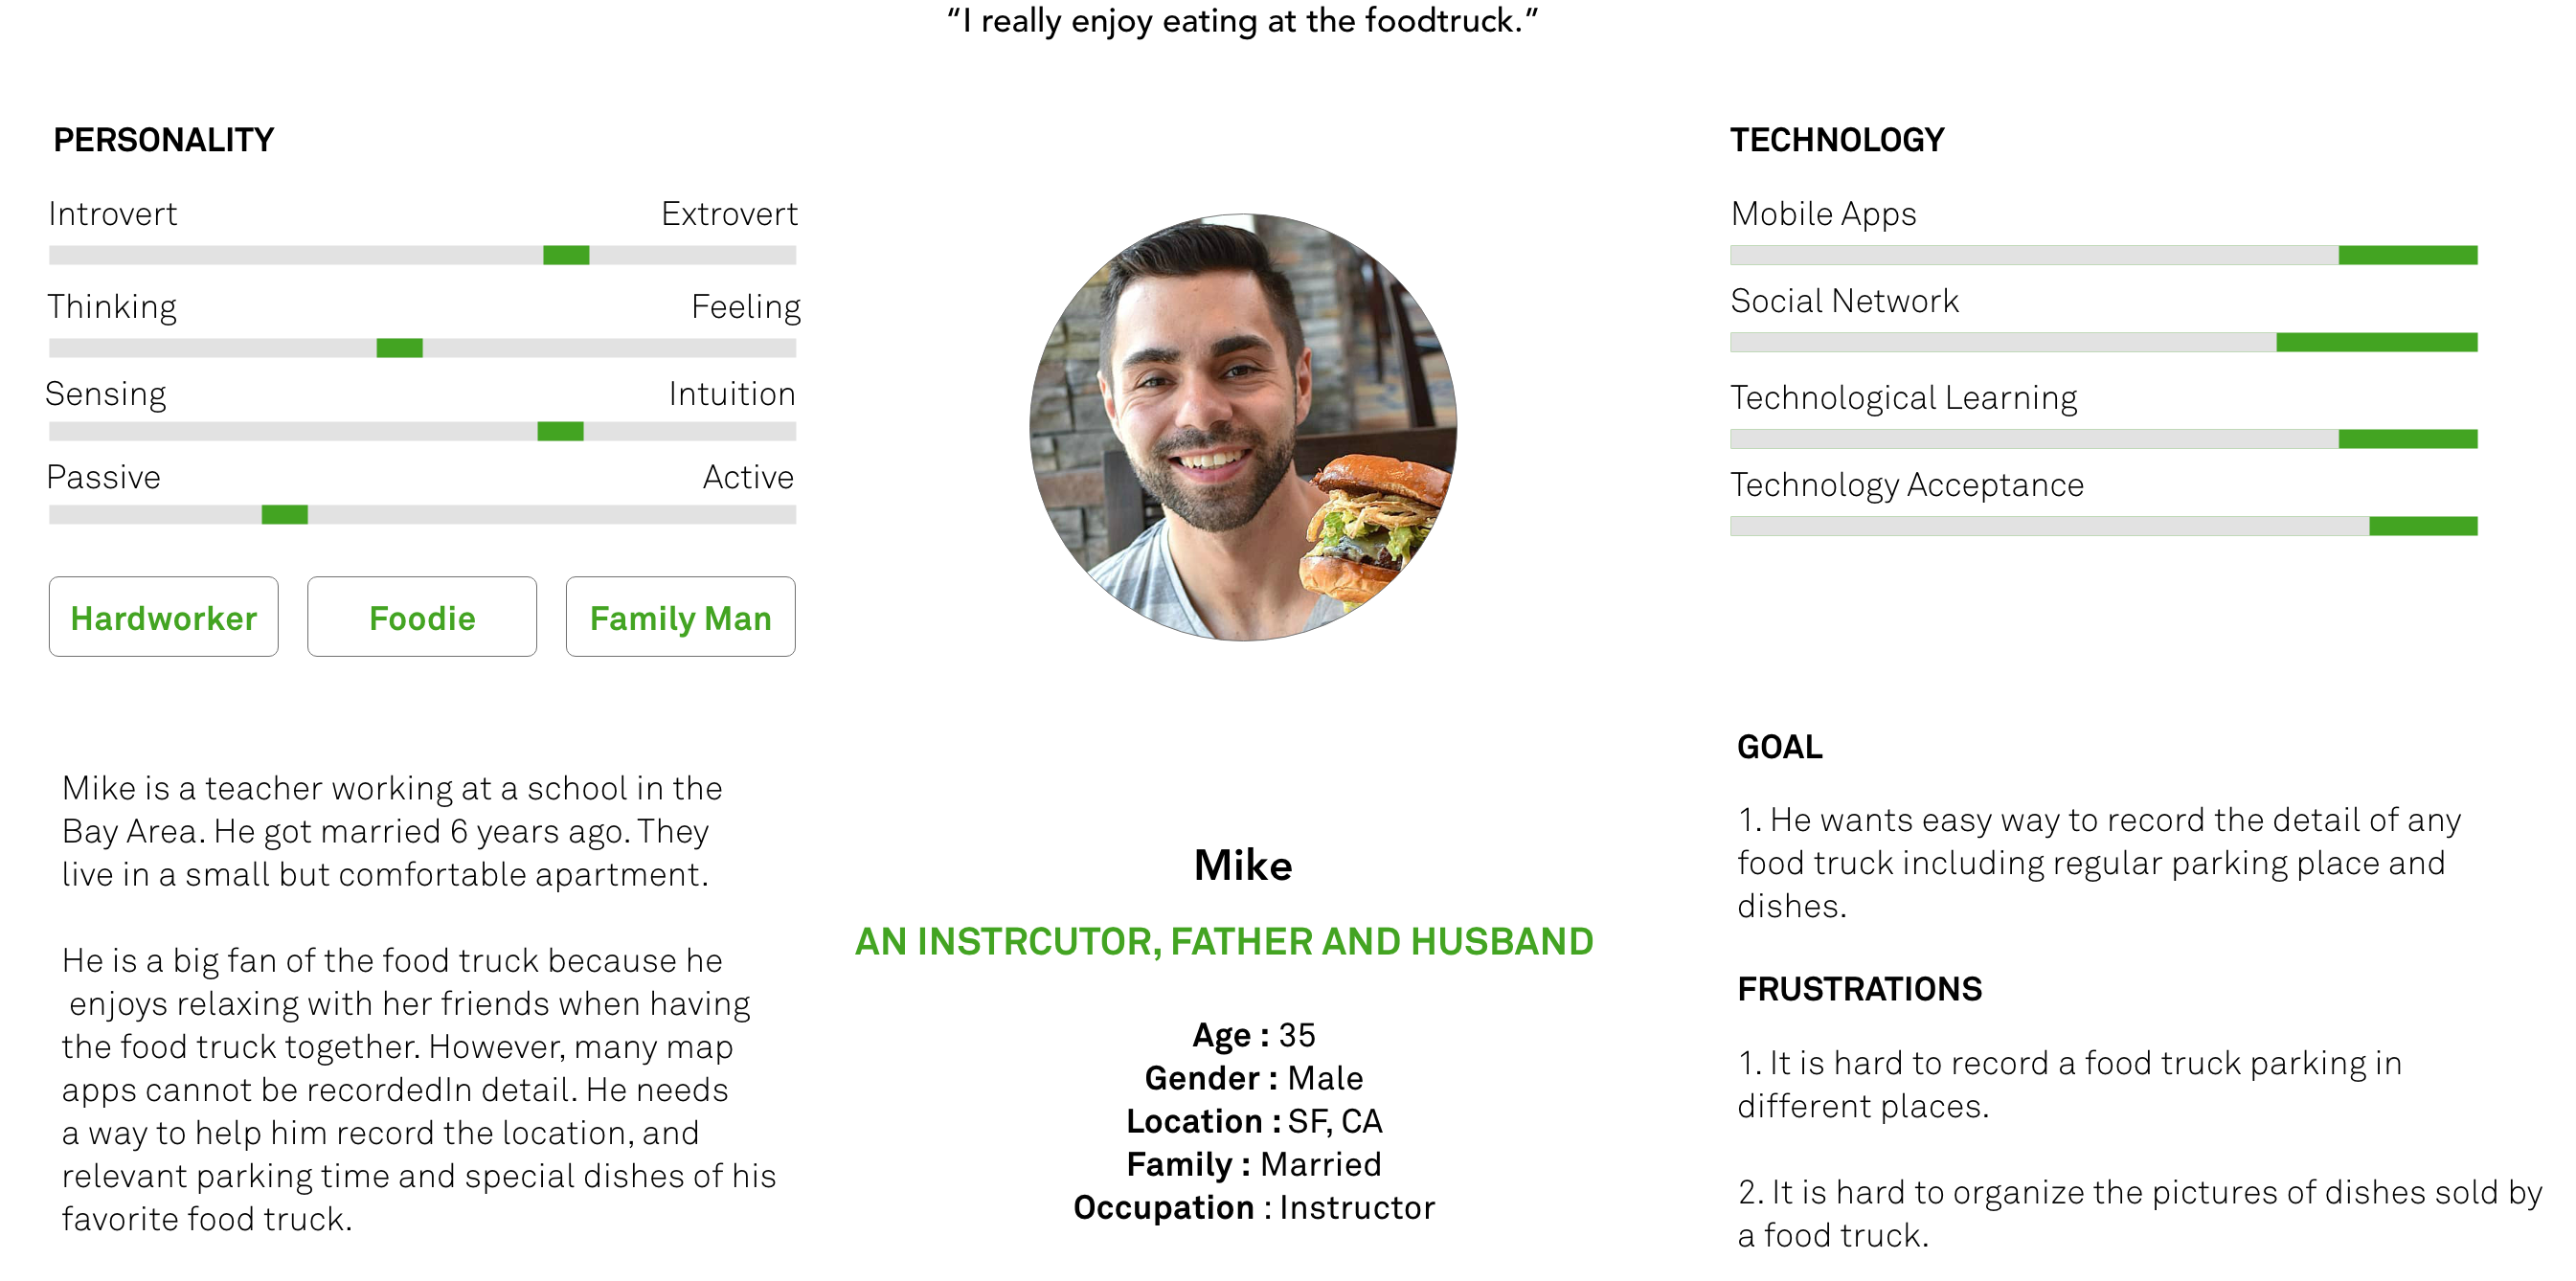 “I really enjoy eating at the foodtruck.”
PERSONALITY
Introvert Extrovert
Thinking Feeling
Sensing Intuition
Passive Active
Hardworker Foodie Family Man
Mike is a teacher working at a school in the
Bay Area. He got married 6 years ago. They
live in a small but comfortable apartment.
He is a big fan of the food truck because he
enjoys relaxing with her friends when having
the food truck together. However, many map
apps cannot be recordedIn detail. He needs
a way to help him record the location, and
relevant parking time and special dishes of his
favorite food truck.
Mike
AN INSTRCUTOR, FATHER AND HUSBAND
Age : 35
Gender : Male
Location : SF, CA
Family : Married
Occupation : Instructor
TECHNOLOGY
Mobile Apps
Social Network
Technological Learning
Technology Acceptance
GOAL
1. He wants easy way to record the detail of any
food truck including regular parking place and
dishes.
FRUSTRATIONS
1. It is hard to record a food truck parking in
different places.
2. It is hard to organize the pictures of dishes sold by
a food truck.